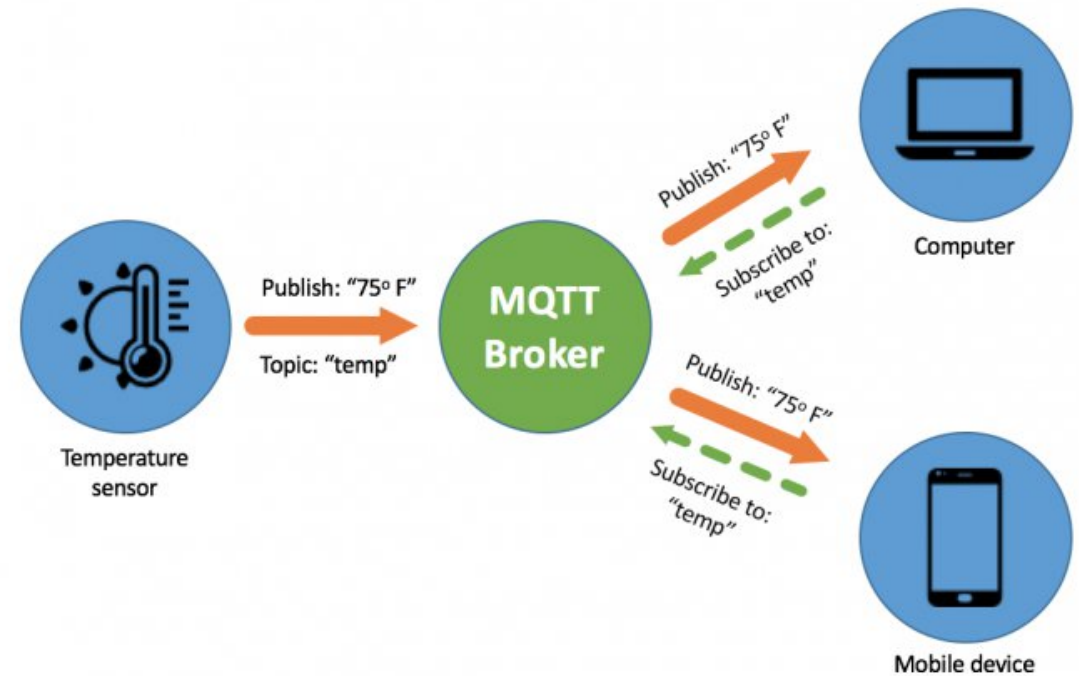 Publish: “75º F”
Topic: “temp”
Temperature
sensor
MQTT
Broker
Publish: “75º F”
Subscribe to:
“temp”
Computer
Publish: “75º F”
Subscribe to:
“temp”
Mobile device